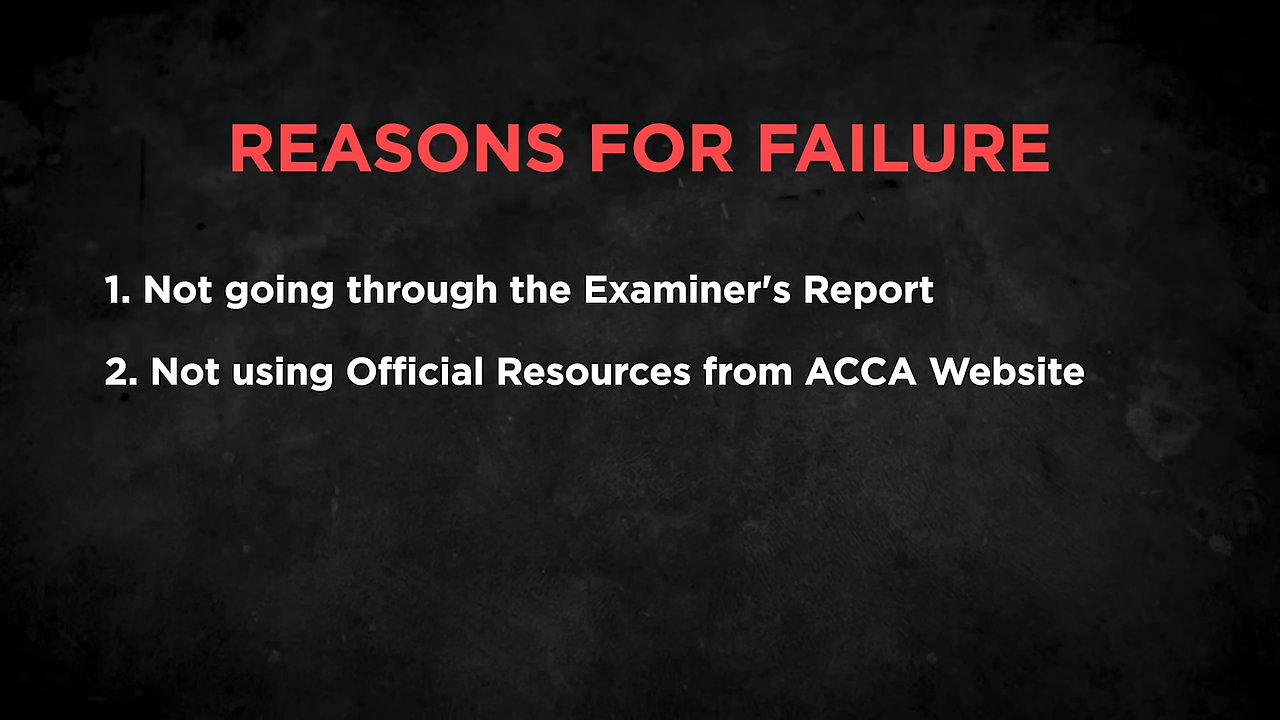 REASONS FOR FAILURE
1. Not going through the Examiner's Report
2. Not using Official Resources from ACCA Website